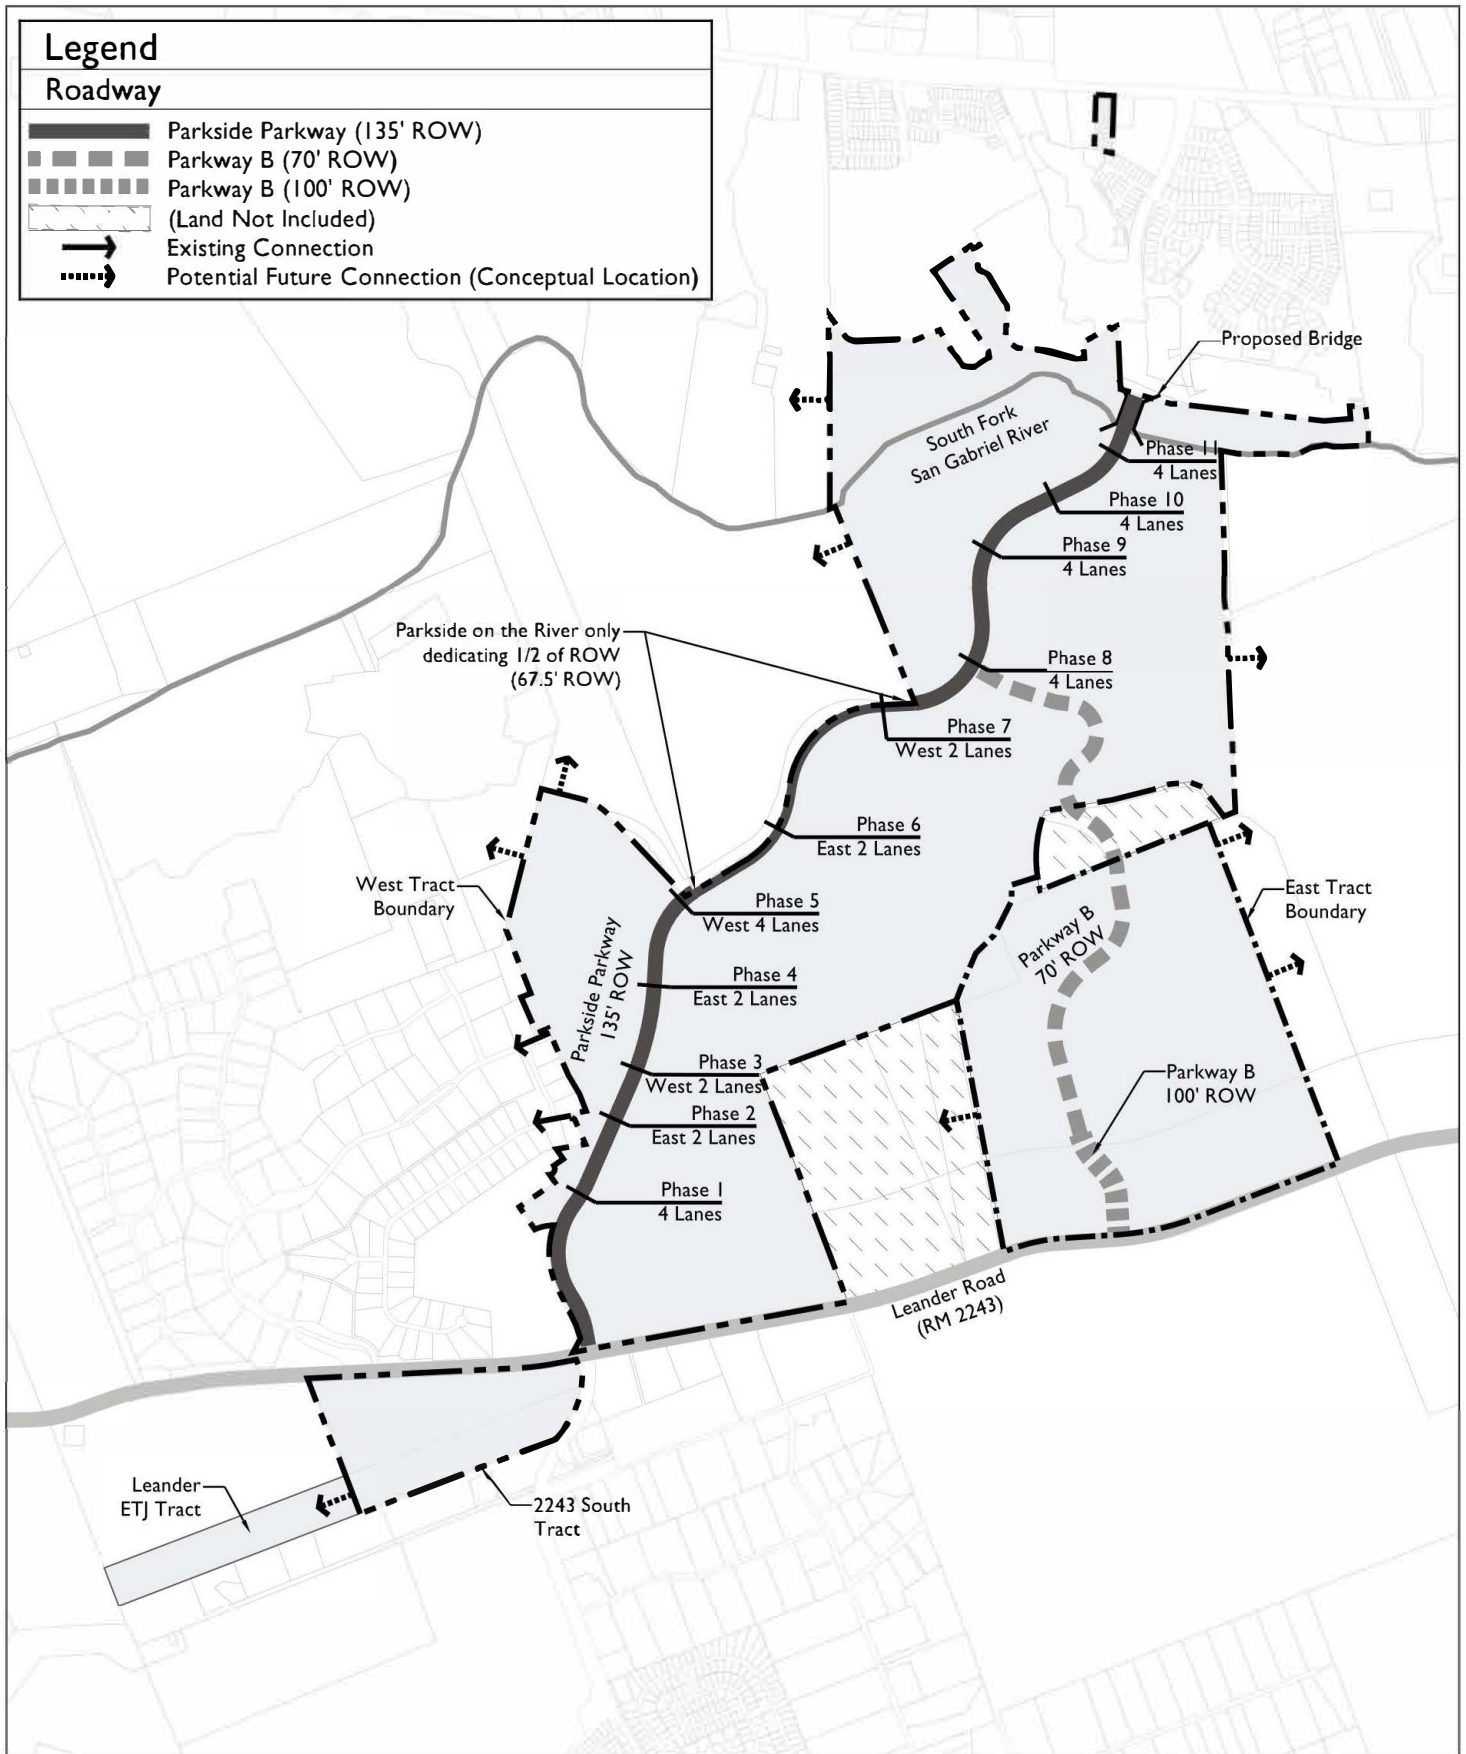 Legend
Roadway
Parkside Parkway (135' ROW)
Parkway B (70' ROW)
Parkway B (100' ROW)
(Land Not Included)
Existing Connection
Potential Future Connection (Conceptual Location)
Proposed Bridge
South Fork
San Gabriel River
Phase 11
4 Lanes
Phase 10
4 Lanes
Phase 9
4 Lanes
Parkside on the River only
dedicating 1/2 of ROW
(67.5' ROW)
Phase 8
4 Lanes
Phase 7
West 2 Lanes
Phase 6
East 2 Lanes
West Tract
Boundary
Phase 5
West 4 Lanes
East Tract
Boundary
Parkway B
70' ROW
Parkside Parkway
135' ROW
Phase 4
East 2 Lanes
Phase 3
West 2 Lanes
Parkway B
100' ROW
Phase 2
East 2 Lanes
Phase 1
4 Lanes
Leander Road
(RM 2243)
Leander
ETJ Tract
2243 South
Tract